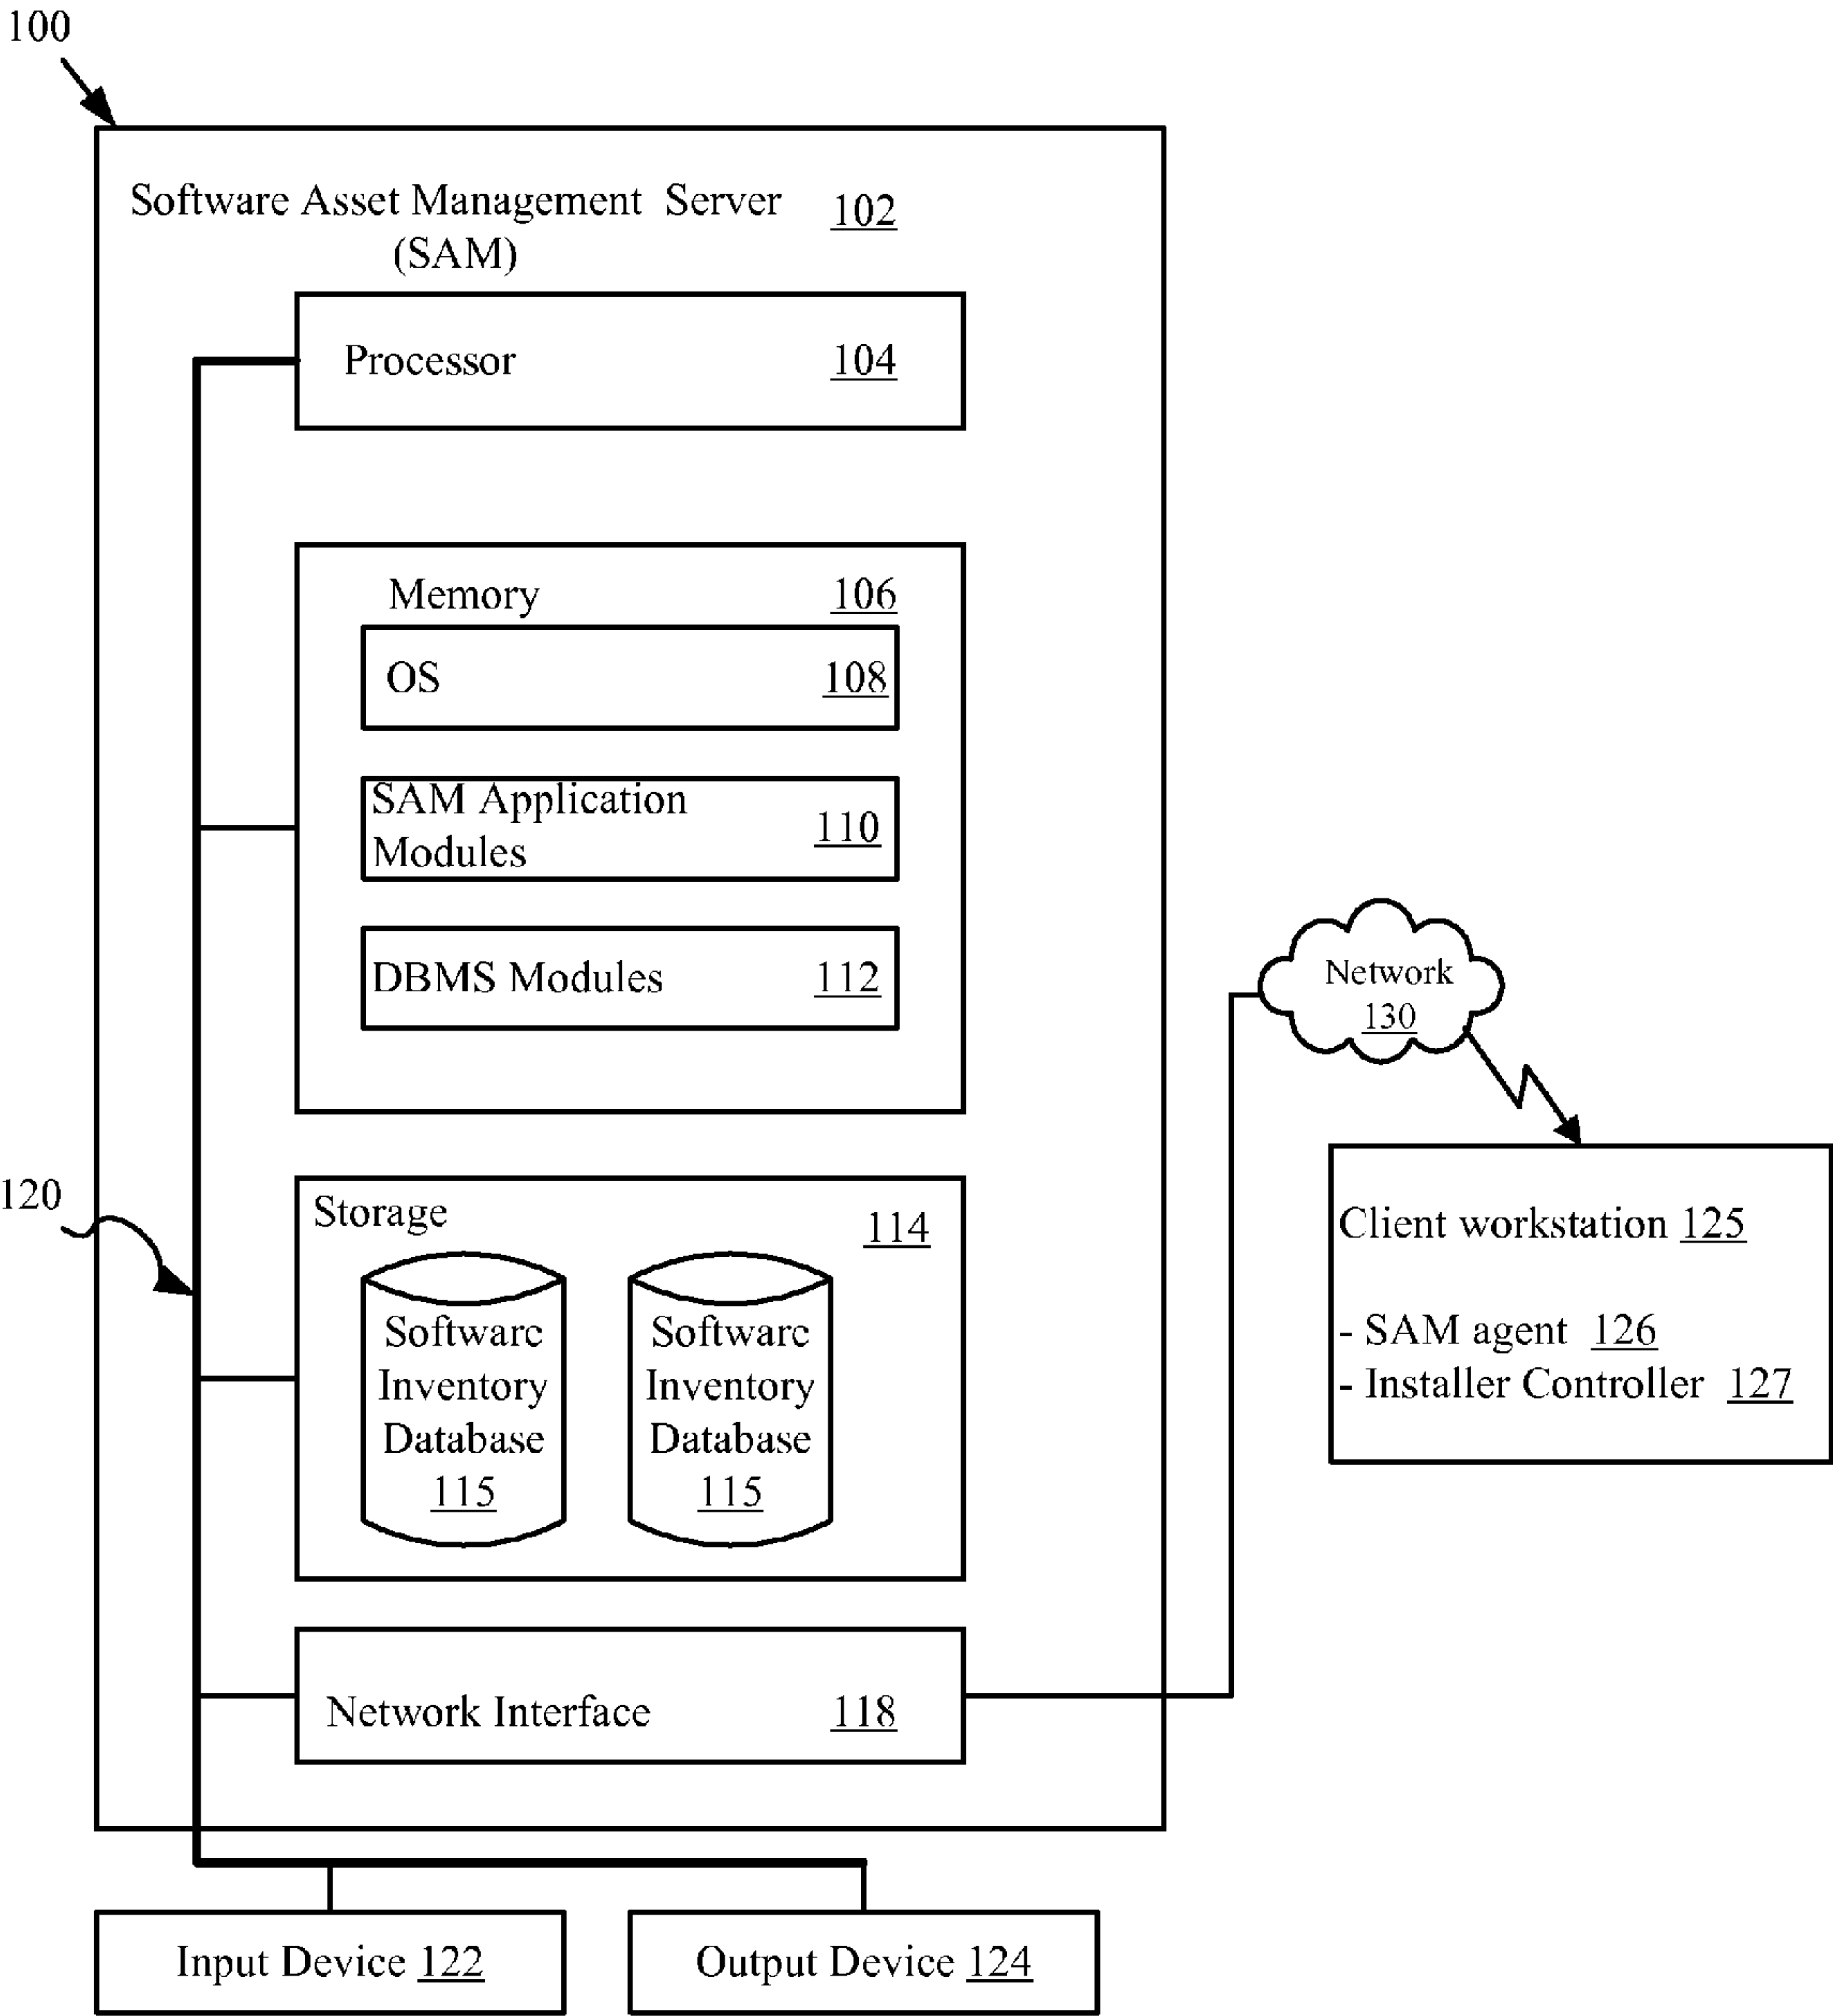 100
Software Asset Management Server 102
(SAM)
Processor 104
Memory 106
OS 108
SAM Application
Modules 110
DBMS Modules 112
Network
130
120
Storage 114
Software
Inventory
Database
115
Software
Inventory
Database
115
Client workstation 125
- SAM agent 126
- Installer Controller 127
Network Interface 118
Input Device 122
Output Device 124